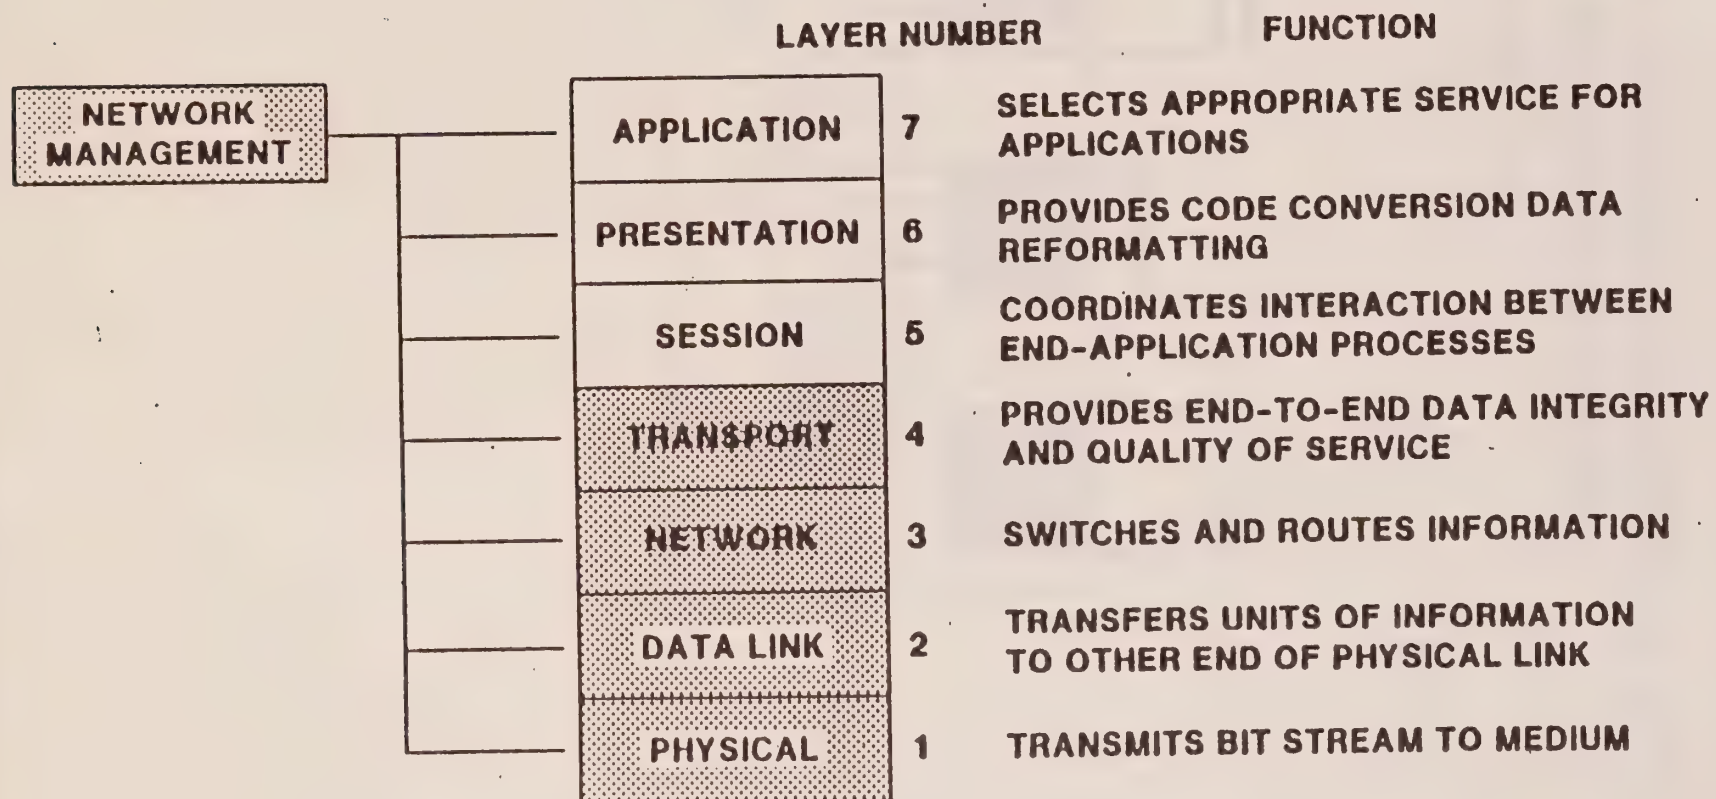 LAYER NUMBER FUNCTION
NETWORK
MANAGEMENT
APPLICATION 7 SELECTS APPROPRIATE SERVICE FOR
APPLICATIONS
PRESENTATION 6 PROVIDES CODE CONVERSION DATA
REFORMATTING
SESSION 5 COORDINATES INTERACTION BETWEEN
END-APPLICATION PROCESSES
TRANSPORT 4 PROVIDES END-TO-END DATA INTEGRITY
AND QUALITY OF SERVICE
NETWORK 3 SWITCHES AND ROUTES INFORMATION
DATA LINK 2 TRANSFERS UNITS OF INFORMATION
TO OTHER END OF PHYSICAL LINK
PHYSICAL 1 TRANSMITS BIT STREAM TO MEDIUM